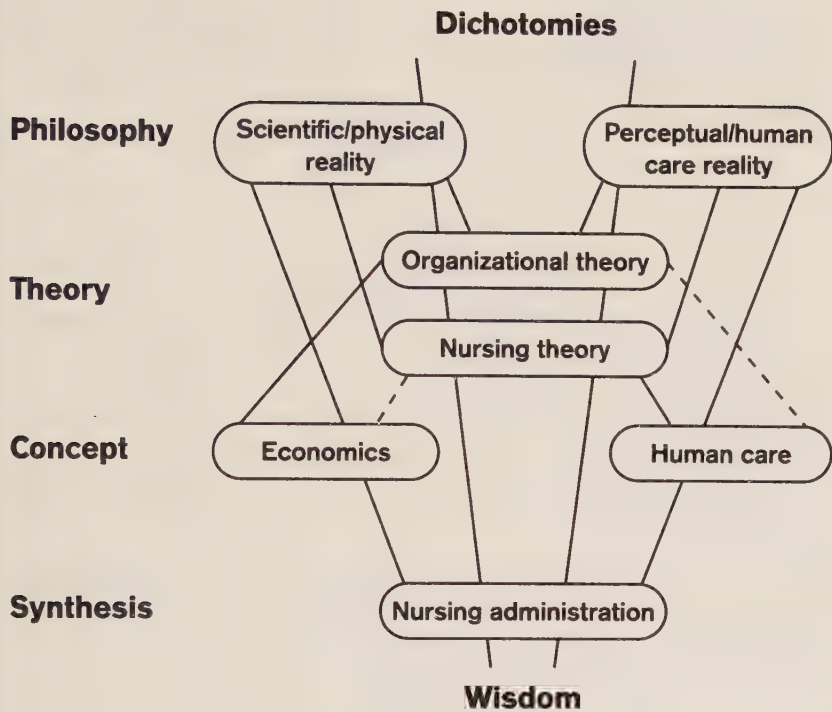 Dichotomies
Philosophy
Scientific/physical
reality
Perceptual/human
care reality
Organizational theory
Theory
Nursing theory
Concept
Economics
Human care
Synthesis
Nursing administration
Wisdom